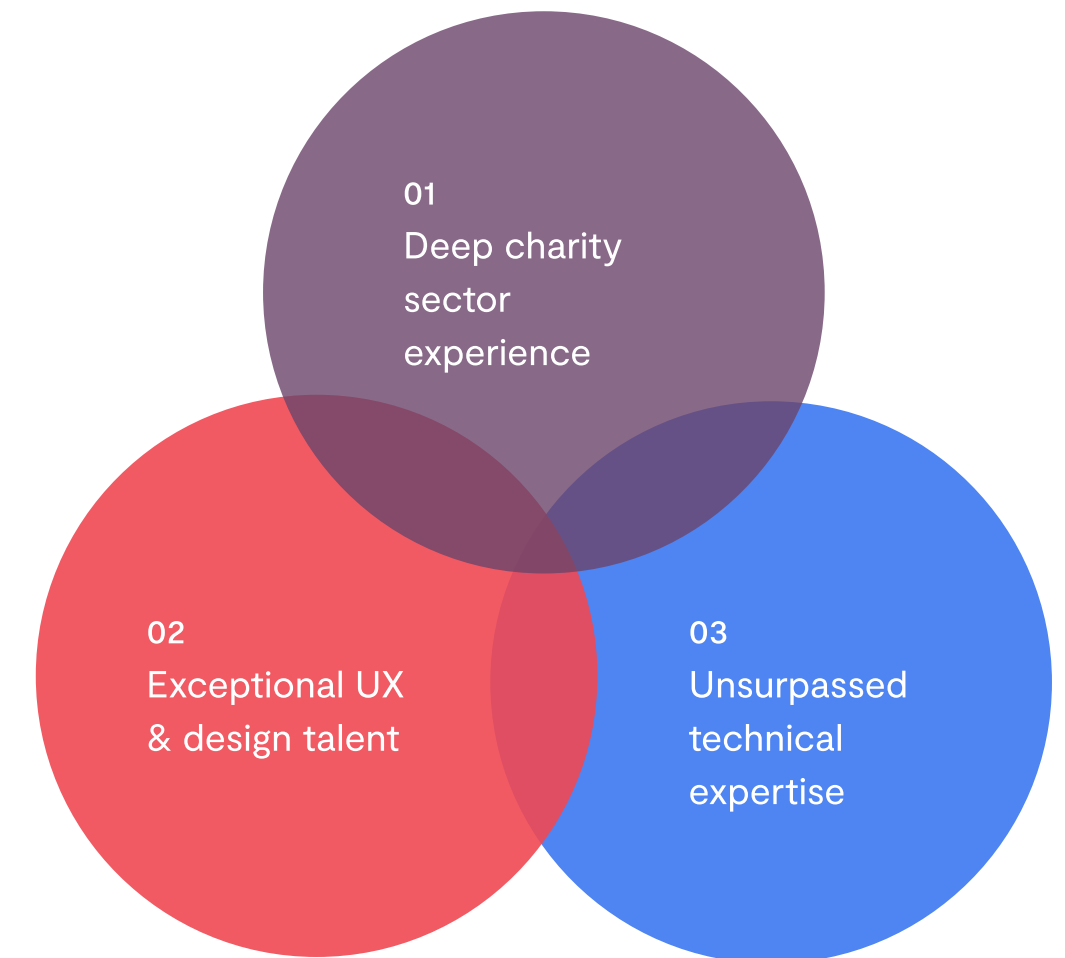 01
Deep charity
sector
experience
02
Exceptional UX
& design talent
03
Unsurpassed
technical
expertise